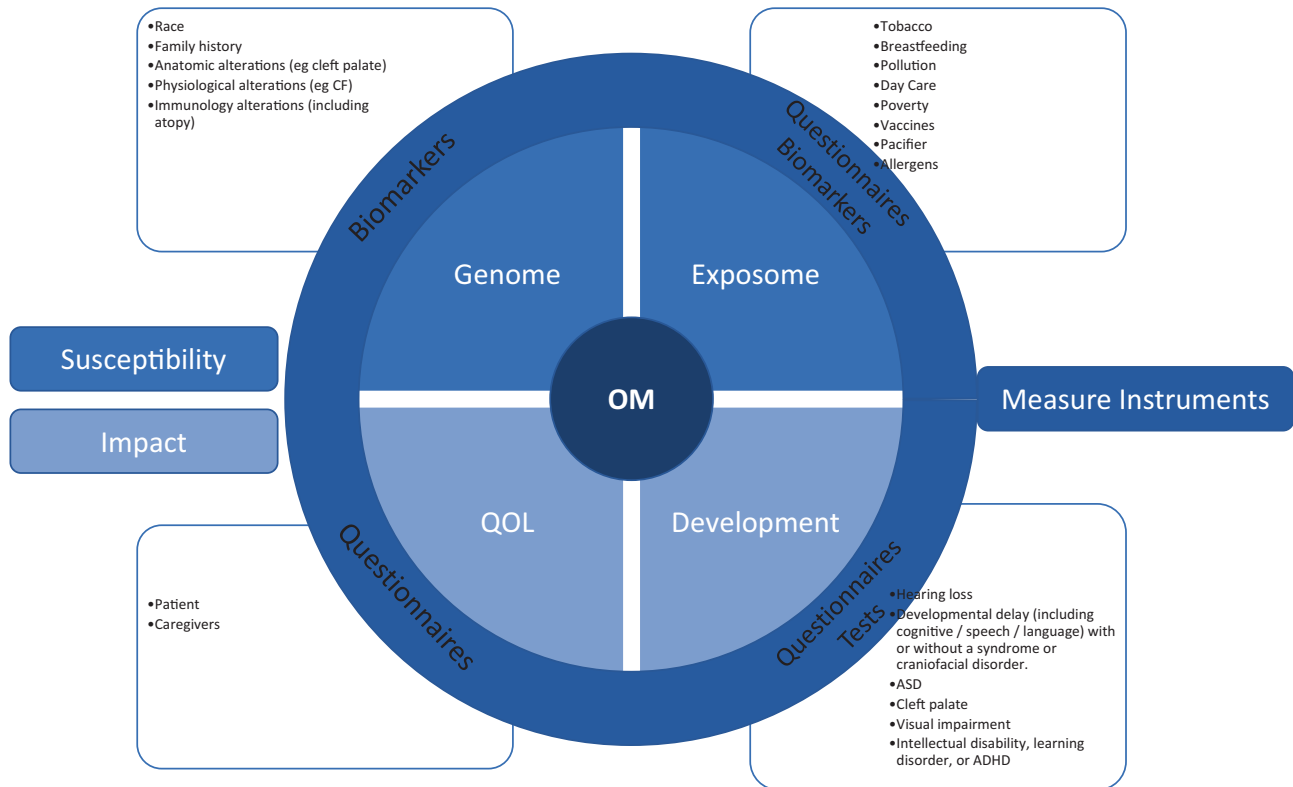 •Race
•Family history
•Anatomic alterations (eg cleft palate)
•Physiological alterations (eg CF)
•Immunology alterations (including
atopy)
•Tobacco
•Breastfeeding
•Pollution
•Day Care
•Poverty
•Vaccines
•Pacifier
•Allergens
Biomarkers
Questionnaires
Biomarkers
Genome
Exposome
Susceptibility
Impact
OM
Measure Instruments
QOL
Development
Questionnaires
Questionnaires
Tests
•Patient
•Caregivers
•Hearing loss
•Developmental delay (including
cognitive / speech / language) with
or without a syndrome or
craniofacial disorder.
•ASD
•Cleft palate
•Visual impairment
•Intellectual disability, learning
disorder, or ADHD